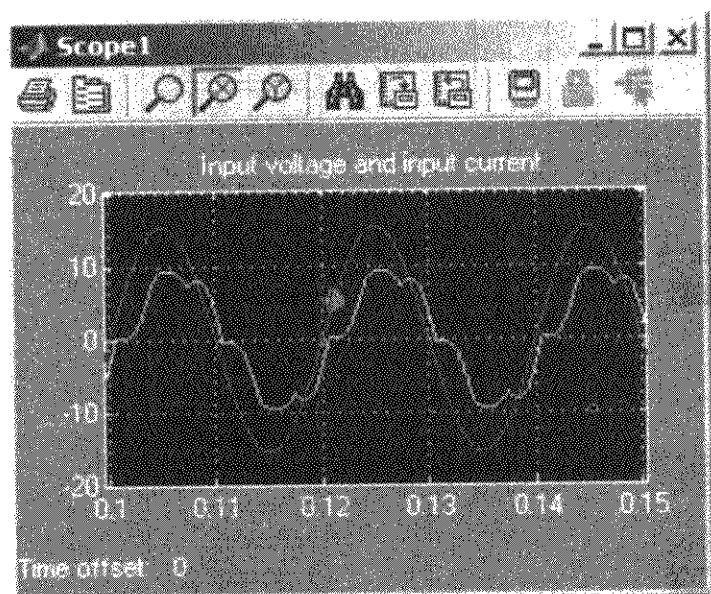 Scope1
Input voltage and input current
20
10
0
-10
-20
0.1 0.11 0.12 0.13 0.14 0.15
Time offset: 0